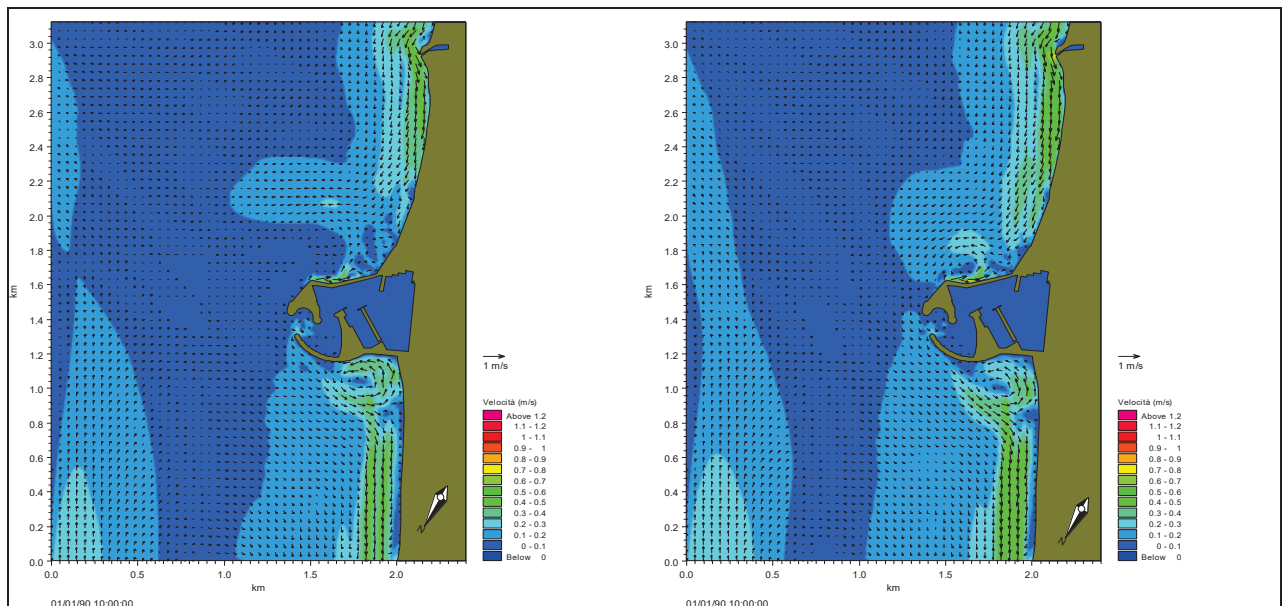 3.0
2.8
2.6
2.4
2.2
2.0
1.8
1.6
1.4
1.2
1.0
0.8
0.6
0.4
0.2
0.0
km
0.0 0.5 1.0 1.5 2.0
km
01/01/90 10:00:00
1 m/s
Velocità (m/s)
Above 1.2
1.1 - 1.2
1 - 1.1
0.9 - 1
0.8 - 0.9
0.7 - 0.8
0.6 - 0.7
0.5 - 0.6
0.4 - 0.5
0.3 - 0.4
0.2 - 0.3
0.1 - 0.2
0 - 0.1
Below 0
N
3.0
2.8
2.6
2.4
2.2
2.0
1.8
1.6
1.4
1.2
1.0
0.8
0.6
0.4
0.2
0.0
km
0.0 0.5 1.0 1.5 2.0
km
01/01/90 10:00:00
1 m/s
Velocità (m/s)
Above 1.2
1.1 - 1.2
1 - 1.1
0.9 - 1
0.8 - 0.9
0.7 - 0.8
0.6 - 0.7
0.5 - 0.6
0.4 - 0.5
0.3 - 0.4
0.2 - 0.3
0.1 - 0.2
0 - 0.1
Below 0
N